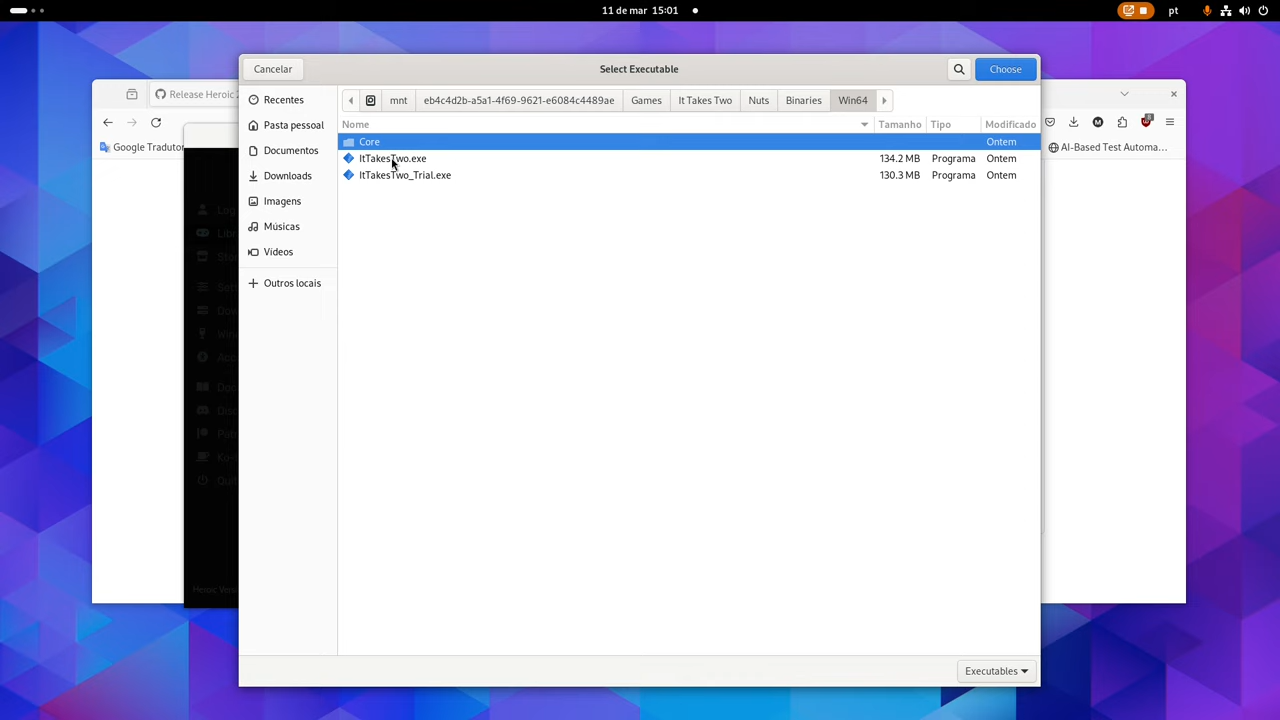 11 de mar 15:01
pt
Release Heroic 2
Google Tradutor
AI-Based Test Automa...
Cancelar
Select Executable
Choose
Recentes
Pasta pessoal
Documentos
Downloads
Imagens
Músicas
Vídeos
Outros locais
mnt
eb4c4d2b-a5a1-4f69-9621-e6084c4489ae
Games
It Takes Two
Nuts
Binaries
Win64
Nome
Tamanho
Tipo
Modificado
Core
Ontem
ItTakesTwo.exe
134.2 MB
Programa
Ontem
ItTakesTwo_Trial.exe
130.3 MB
Programa
Ontem
Quit
Executables